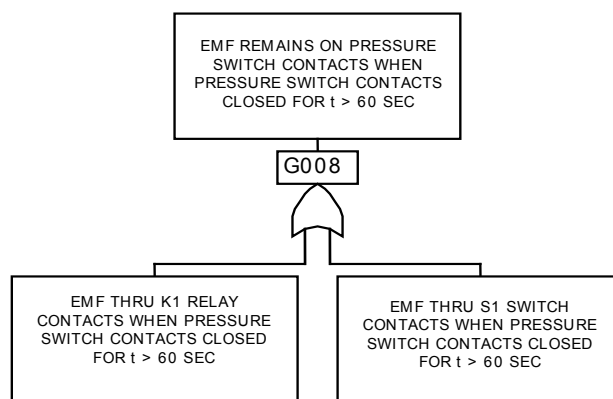 EMF REMAINS ON PRESSURE
SWITCH CONTACTS WHEN
PRESSURE SWITCH CONTACTS
CLOSED FOR t > 60 SEC
G008
EMF THRU K1 RELAY
CONTACTS WHEN PRESSURE
SWITCH CONTACTS CLOSED
FOR t > 60 SEC
EMF THRU S1 SWITCH
CONTACTS WHEN PRESSURE
SWITCH CONTACTS CLOSED
FOR t > 60 SEC